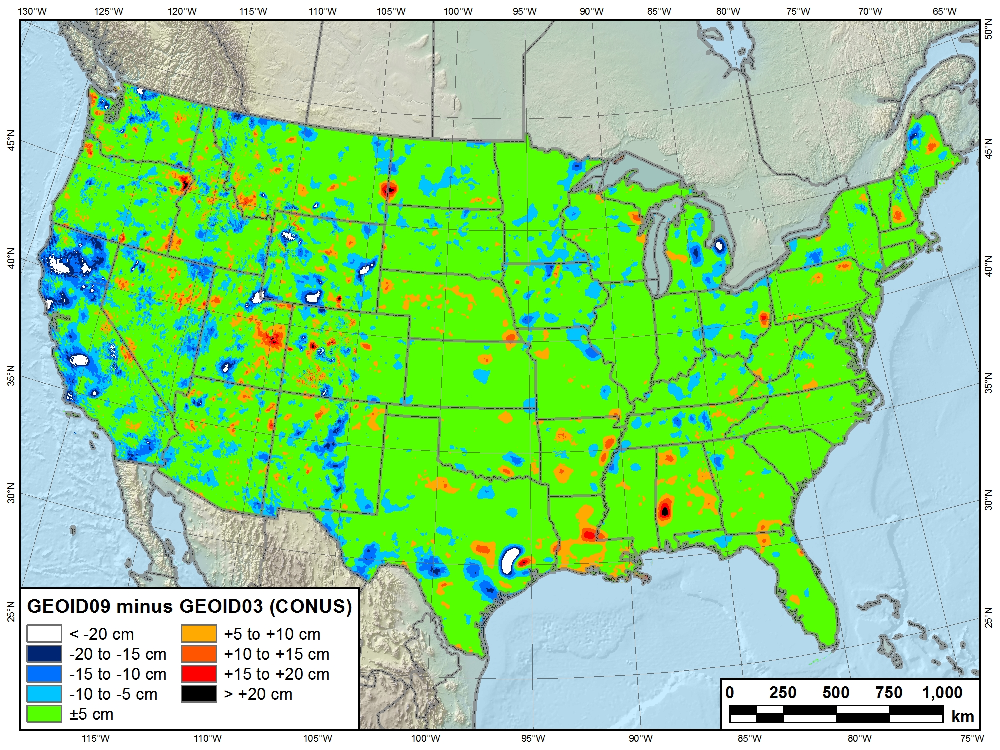 130°W 125°W 120°W 115°W 110°W 105°W 100°W 95°W 90°W 85°W 80°W 75°W 70°W 65°W
50°N
45°N 45°N
40°N 40°N
35°N 35°N
30°N 30°N
25°N 25°N
GEOID09 minus GEOID03 (CONUS)
< -20 cm +5 to +10 cm
-20 to -15 cm +10 to +15 cm
-15 to -10 cm +15 to +20 cm
-10 to -5 cm > +20 cm
±5 cm
0 250 500 750 1,000
km
115°W 110°W 105°W 100°W 95°W 90°W 85°W 80°W 75°W